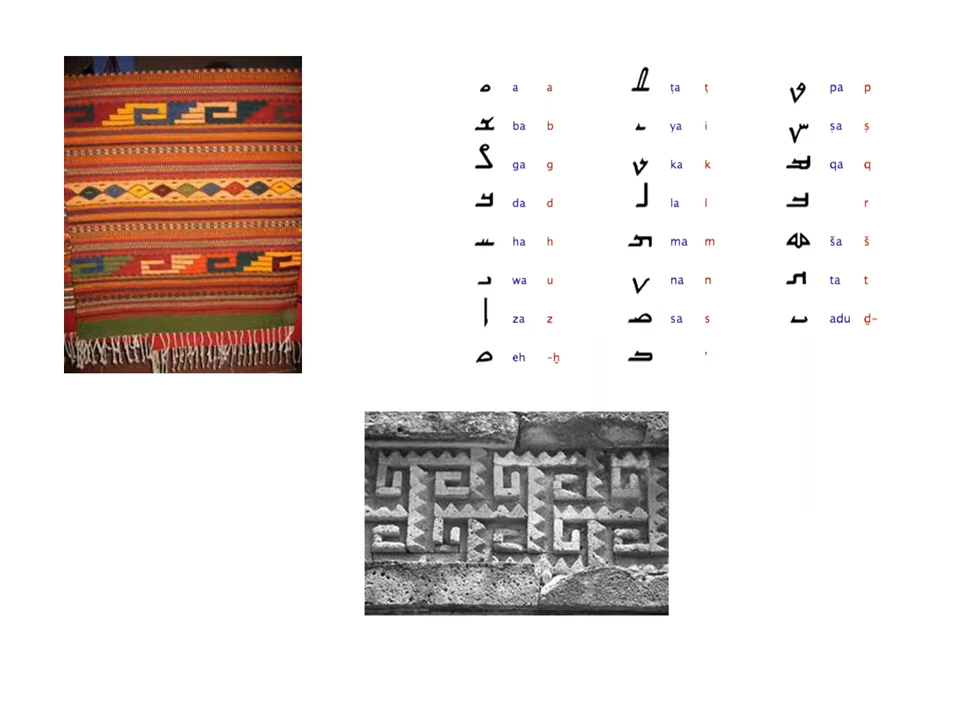 ࡀ a a ࡈ ṭa ṭ ࡐ pa p
ࡁ ba b ࡉ ya i ࡑ ṣa ṣ
ࡂ ga g ࡊ ka k ࡒ qa q
ࡃ da d ࡋ la l ࡓ r
ࡄ ha h ࡌ ma m ࡔ ša š
ࡅ wa u ࡍ na n ࡕ ta t
ࡆ za z ࡎ sa s ࡖ adu ḏ–
ࡇ eh –ẖ ࡏ '